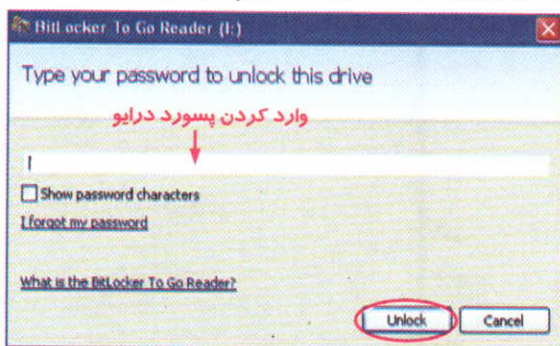 BitLocker To Go Reader (I:)
Type your password to unlock this drive
وارد کردن پسورد درایو
Show password characters
I forgot my password
What is the BitLocker To Go Reader?
Unlock Cancel